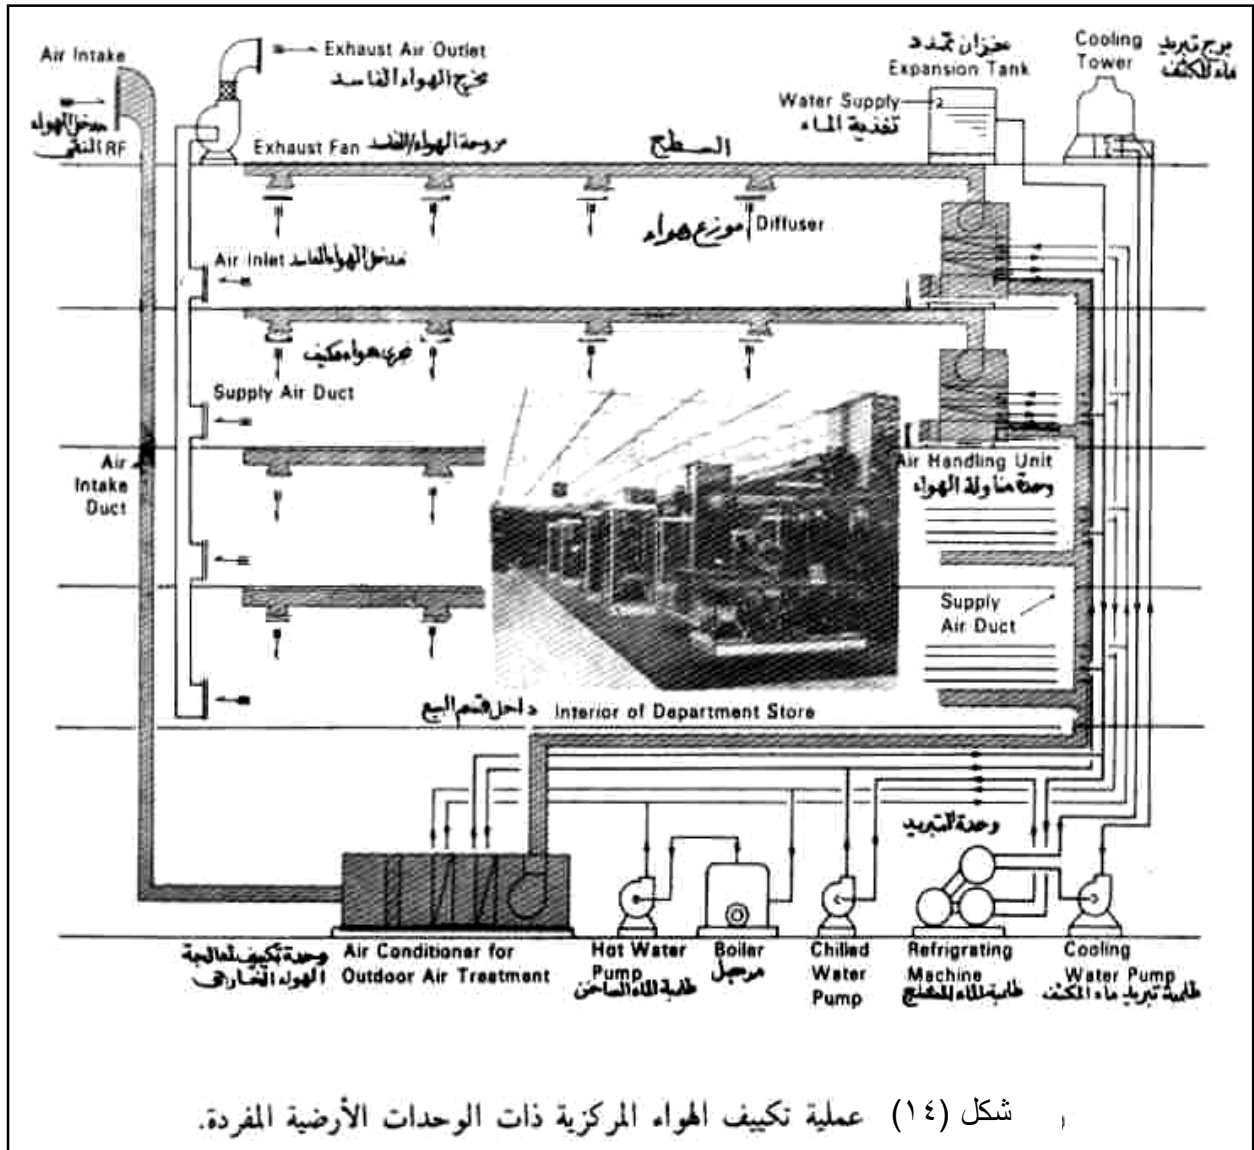 Air Intake
Exhaust Air Outlet
مخرج الهواء الفاسد
خزان تمدد
Expansion Tank
Cooling
Tower
برج تبريد
ماء المكثف
Water Supply
تغذية الماء
مدخل الهواء
النقي
RF
Exhaust Fan
مروحة الهواء
السطح
موزع هواء
Diffuser
Air Inlet
مدخل الهواء الفاسد
هواء مكيف
Supply Air Duct
Air
Intake
Duct
Air Handling Unit
وحدة مناولة الهواء
Supply
Air Duct
داخل قسم البيع
Interior of Department Store
وحدة التبريد
وحدة تكييف لمعالجة
الهواء الخارجي
Air Conditioner for
Outdoor Air Treatment
Hot Water
Pump
طلمبة الماء الساخن
Boiler
مرجل
Chilled
Water
Pump
Refrigrating
Machine
طلمبة الماء المثلج
Cooling
Water Pump
طلمبة تبريد ماء المكثف
شكل (١٤) عملية تكييف الهواء المركزية ذات الوحدات الأرضية المفردة.